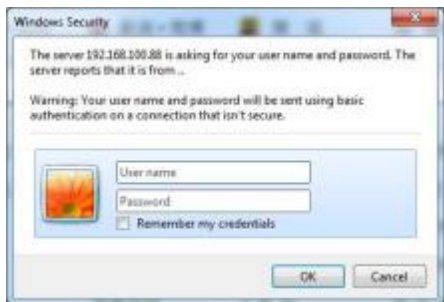 Windows Security
The server 192.168.100.88 is asking for your user name and password. The
server reports that it is from ..
Warning: Your user name and password will be sent using basic
authentication on a connection that isn't secure.
User name
Password
Remember my credentials
OK
Cancel